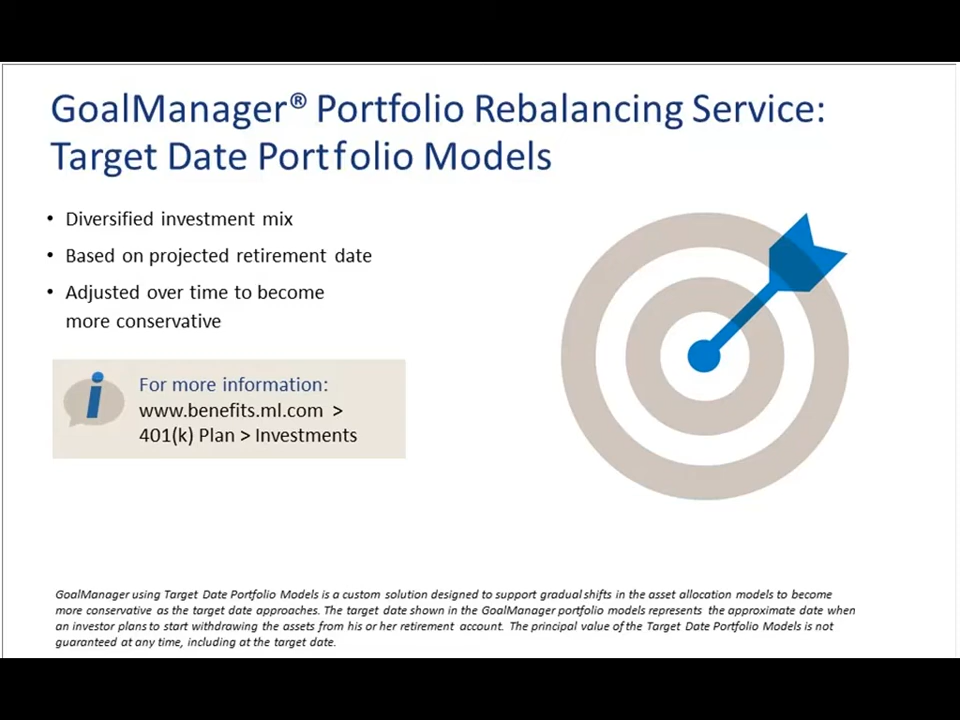 GoalManager® Portfolio Rebalancing Service:
Target Date Portfolio Models
• Diversified investment mix
• Based on projected retirement date
• Adjusted over time to become
more conservative
i
For more information:
www.benefits.ml.com >
401(k) Plan > Investments
GoalManager using Target Date Portfolio Models is a custom solution designed to support gradual shifts in the asset allocation models to become
more conservative as the target date approaches. The target date shown in the GoalManager portfolio models represents the approximate date when
an investor plans to start withdrawing the assets from his or her retirement account. The principal value of the Target Date Portfolio Models is not
guaranteed at any time, including at the target date.